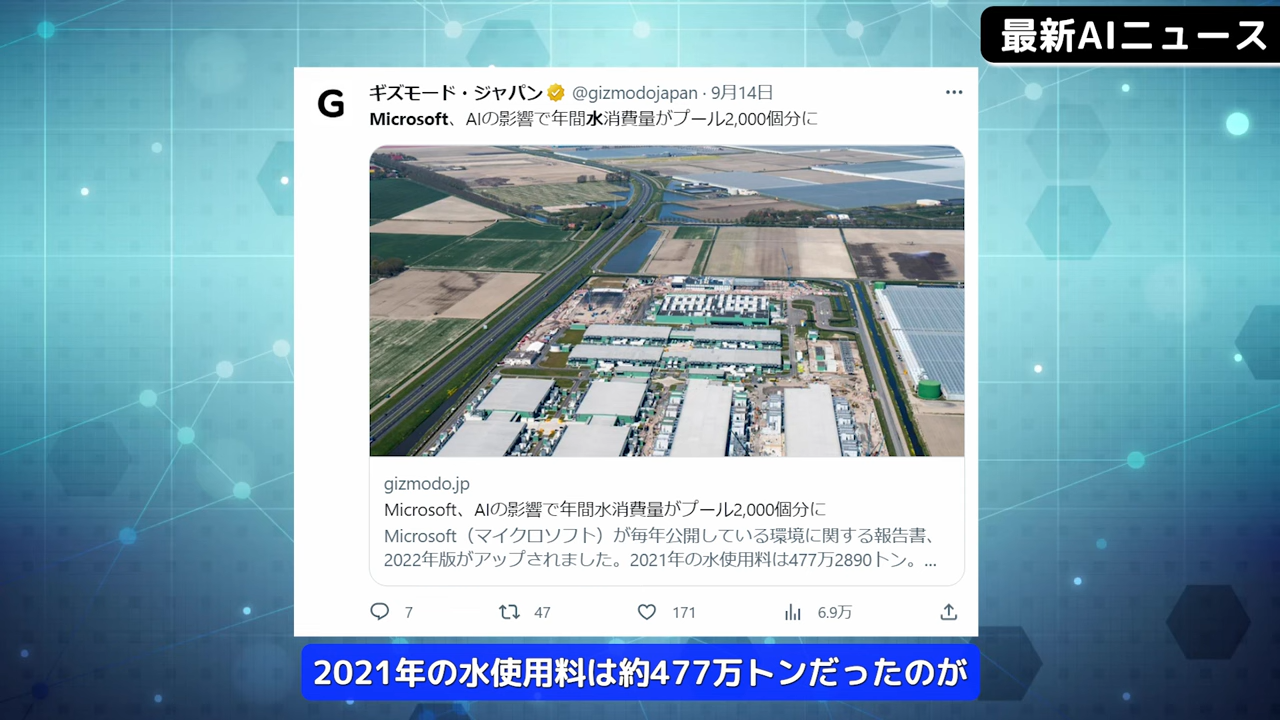 最新AIニュース
G
ギズモード・ジャパン @gizmodojapan · 9月14日
Microsoft、AIの影響で年間水消費量がプール2,000個分に
gizmodo.jp
Microsoft、AIの影響で年間水消費量がプール2,000個分に
Microsoft（マイクロソフト）が毎年公開している環境に関する報告書、
2022年版がアップされました。2021年の水使用料は477万2890トン。...
7 47 171 6.9万
2021年の水使用料は約477万トンだったのが